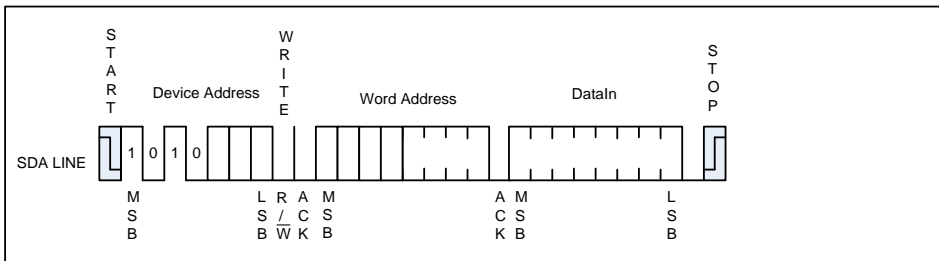 START
WRITE
STOP
Device Address
Word Address
DataIn
SDA LINE
1 0 1 0
MSB
LSB
R/W
ACK
MSB
ACK
MSB
LSB